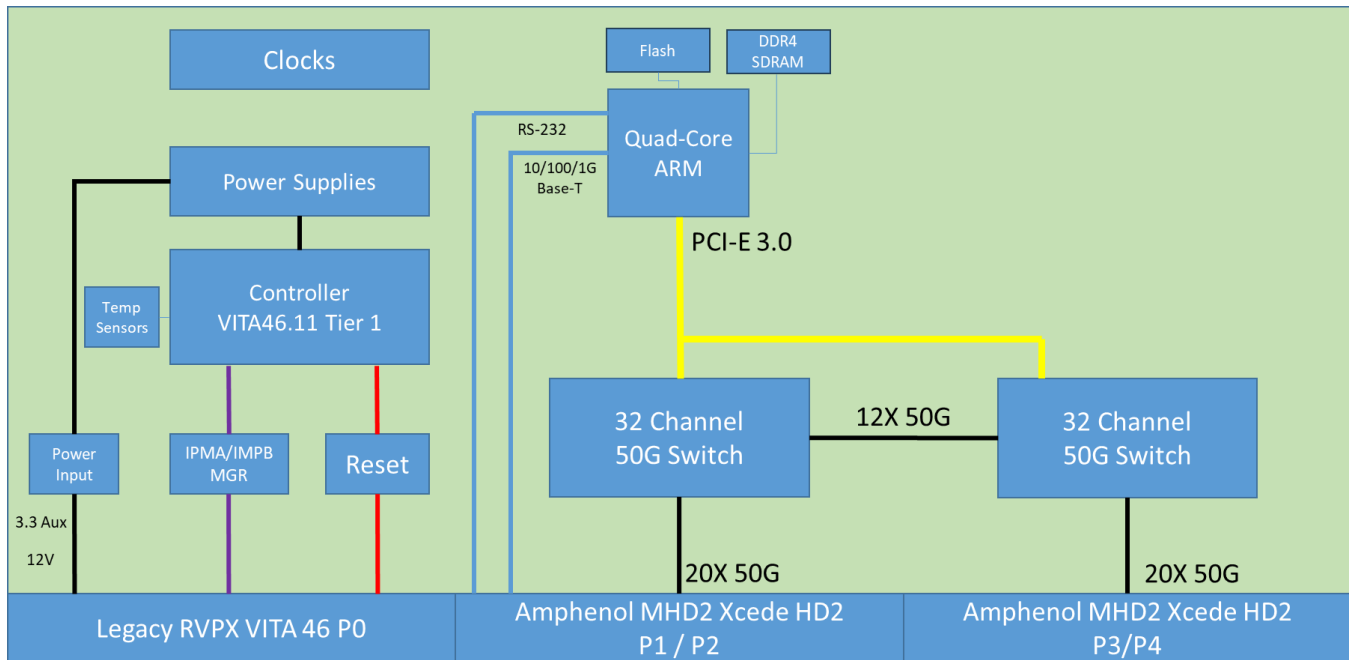 Clocks
Flash
DDR4
SDRAM
RS-232
Quad-Core
ARM
10/100/1G
Base-T
Power Supplies
PCI-E 3.0
Controller
VITA46.11 Tier 1
Temp
Sensors
32 Channel
50G Switch
12X 50G
32 Channel
50G Switch
Power
Input
IPMA/IMPB
MGR
Reset
3.3 Aux
12V
20X 50G
20X 50G
Legacy RVPX VITA 46 P0
Amphenol MHD2 Xcede HD2
P1 / P2
Amphenol MHD2 Xcede HD2
P3/P4